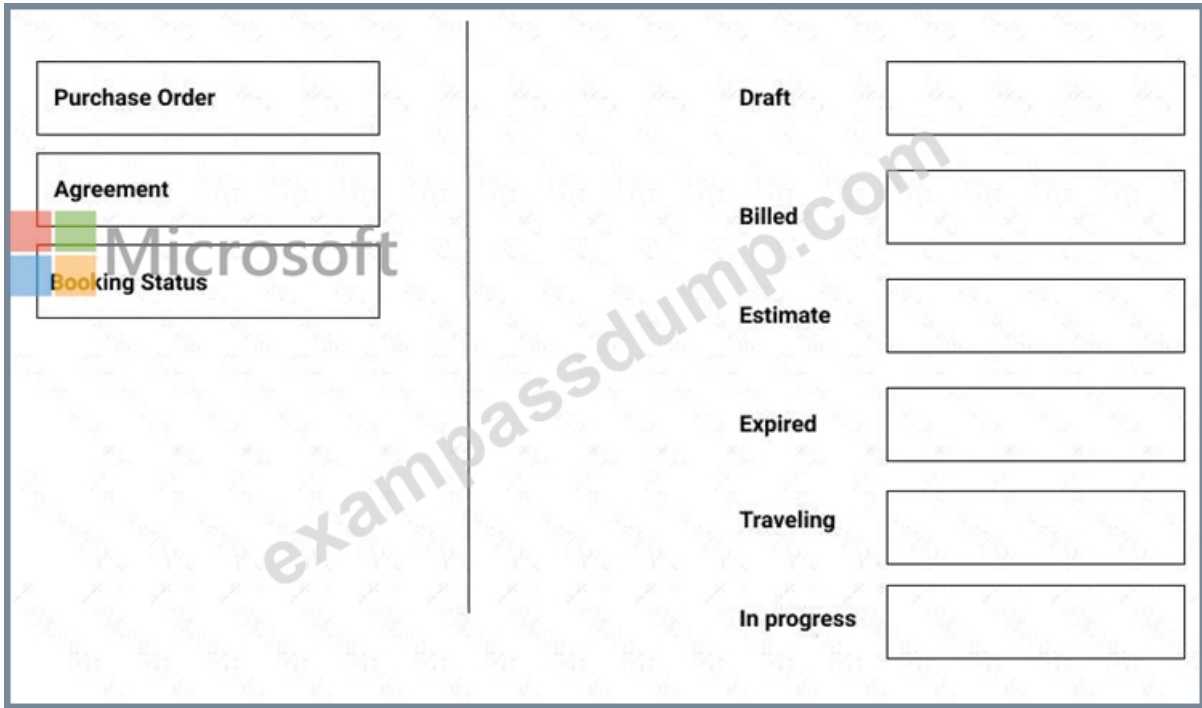 Purchase Order
Agreement
Microsoft
Booking Status
Draft
Billed
Estimate
Expired
Traveling
In progress
exampassdump.com